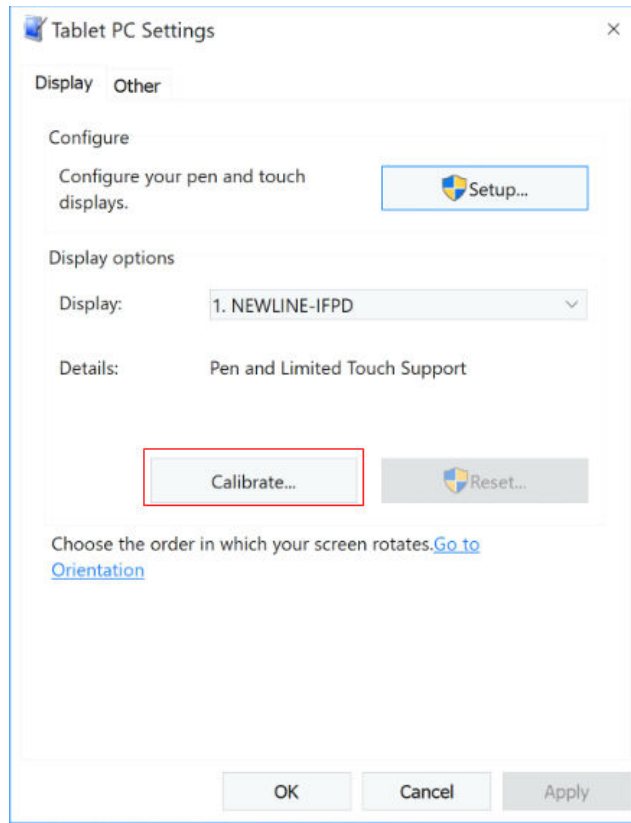 Tablet PC Settings
Display
Other
Configure
Configure your pen and touch
displays.
Setup...
Display options
Display:
1. NEWLINE-IFPD
Details:
Pen and Limited Touch Support
Calibrate...
Reset...
Choose the order in which your screen rotates.Go to
Orientation
OK
Cancel
Apply